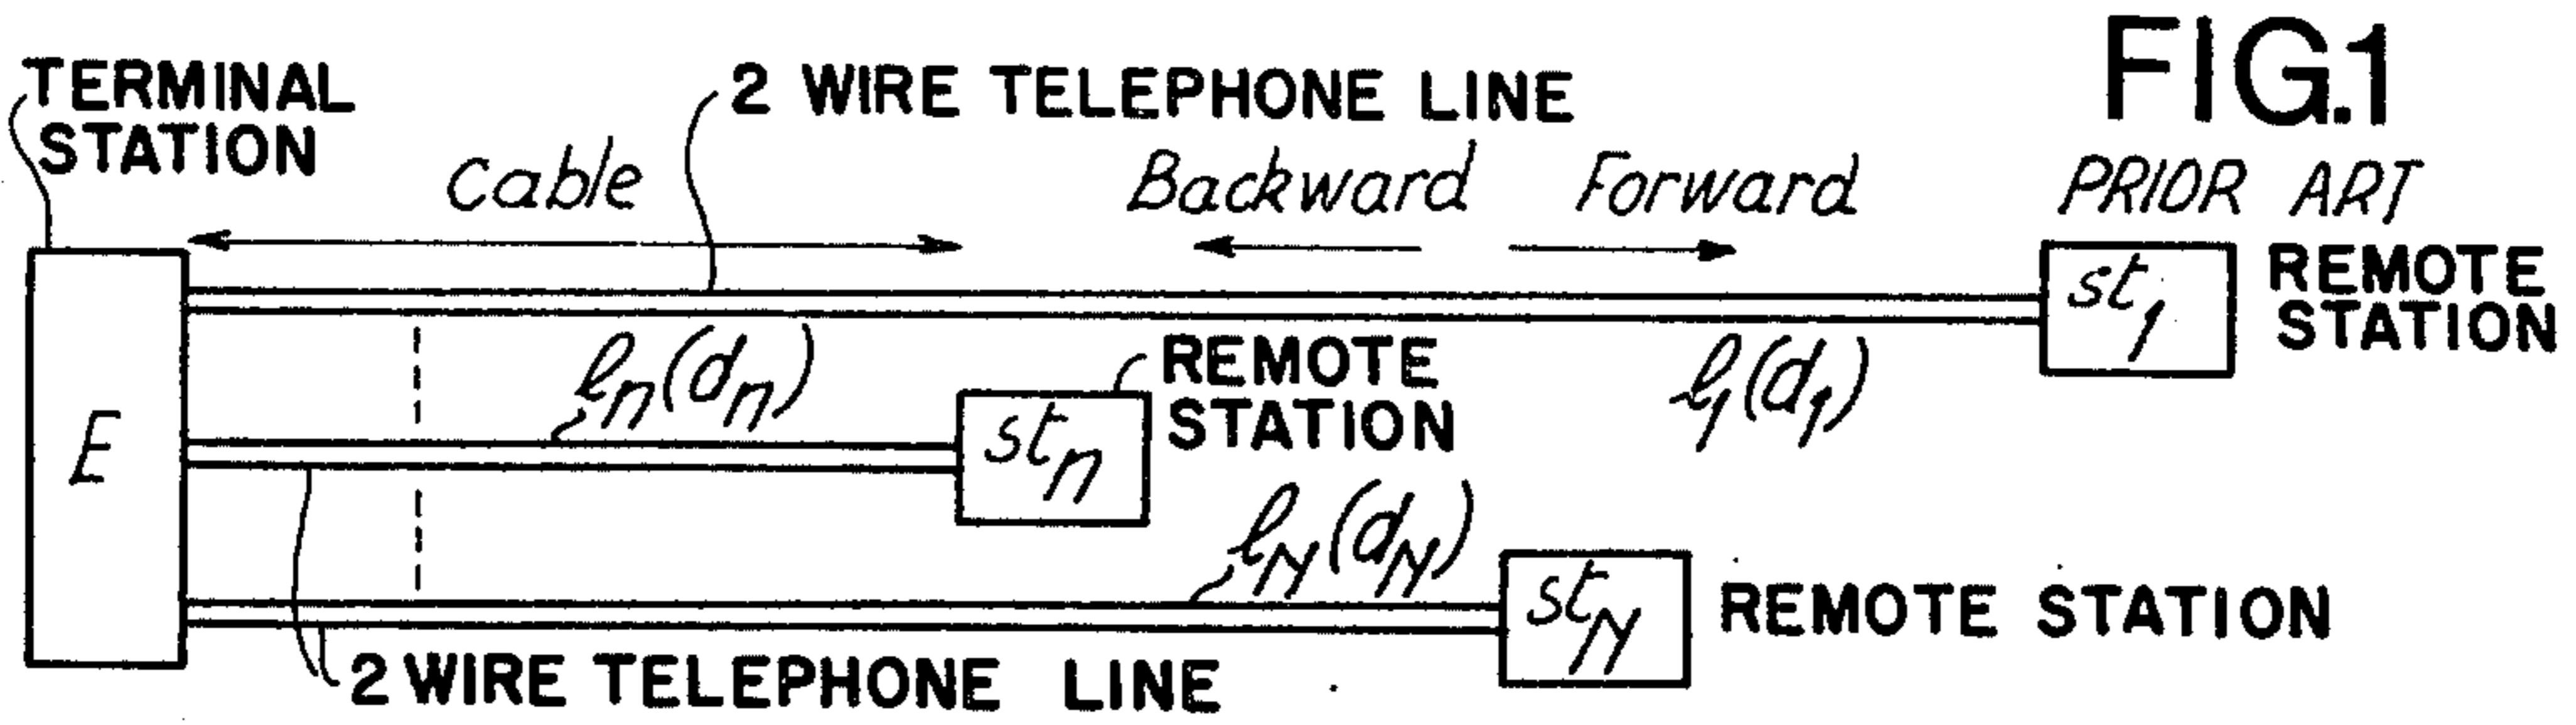 FIG.1
PRIOR ART
TERMINAL
STATION
2 WIRE TELEPHONE LINE
Cable
Backward
Forward
st1
REMOTE
STATION
ℓ1(d1)
ℓn(dn)
REMOTE
STATION
E
stn
ℓN(dN)
stN
REMOTE STATION
2 WIRE TELEPHONE LINE